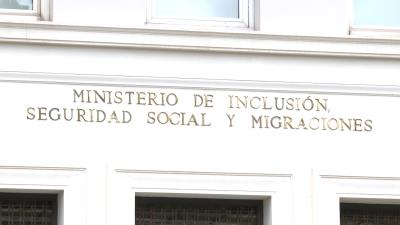 MINISTERIO DE INCLUSIÓN,
SEGURIDAD SOCIAL Y MIGRACIONES